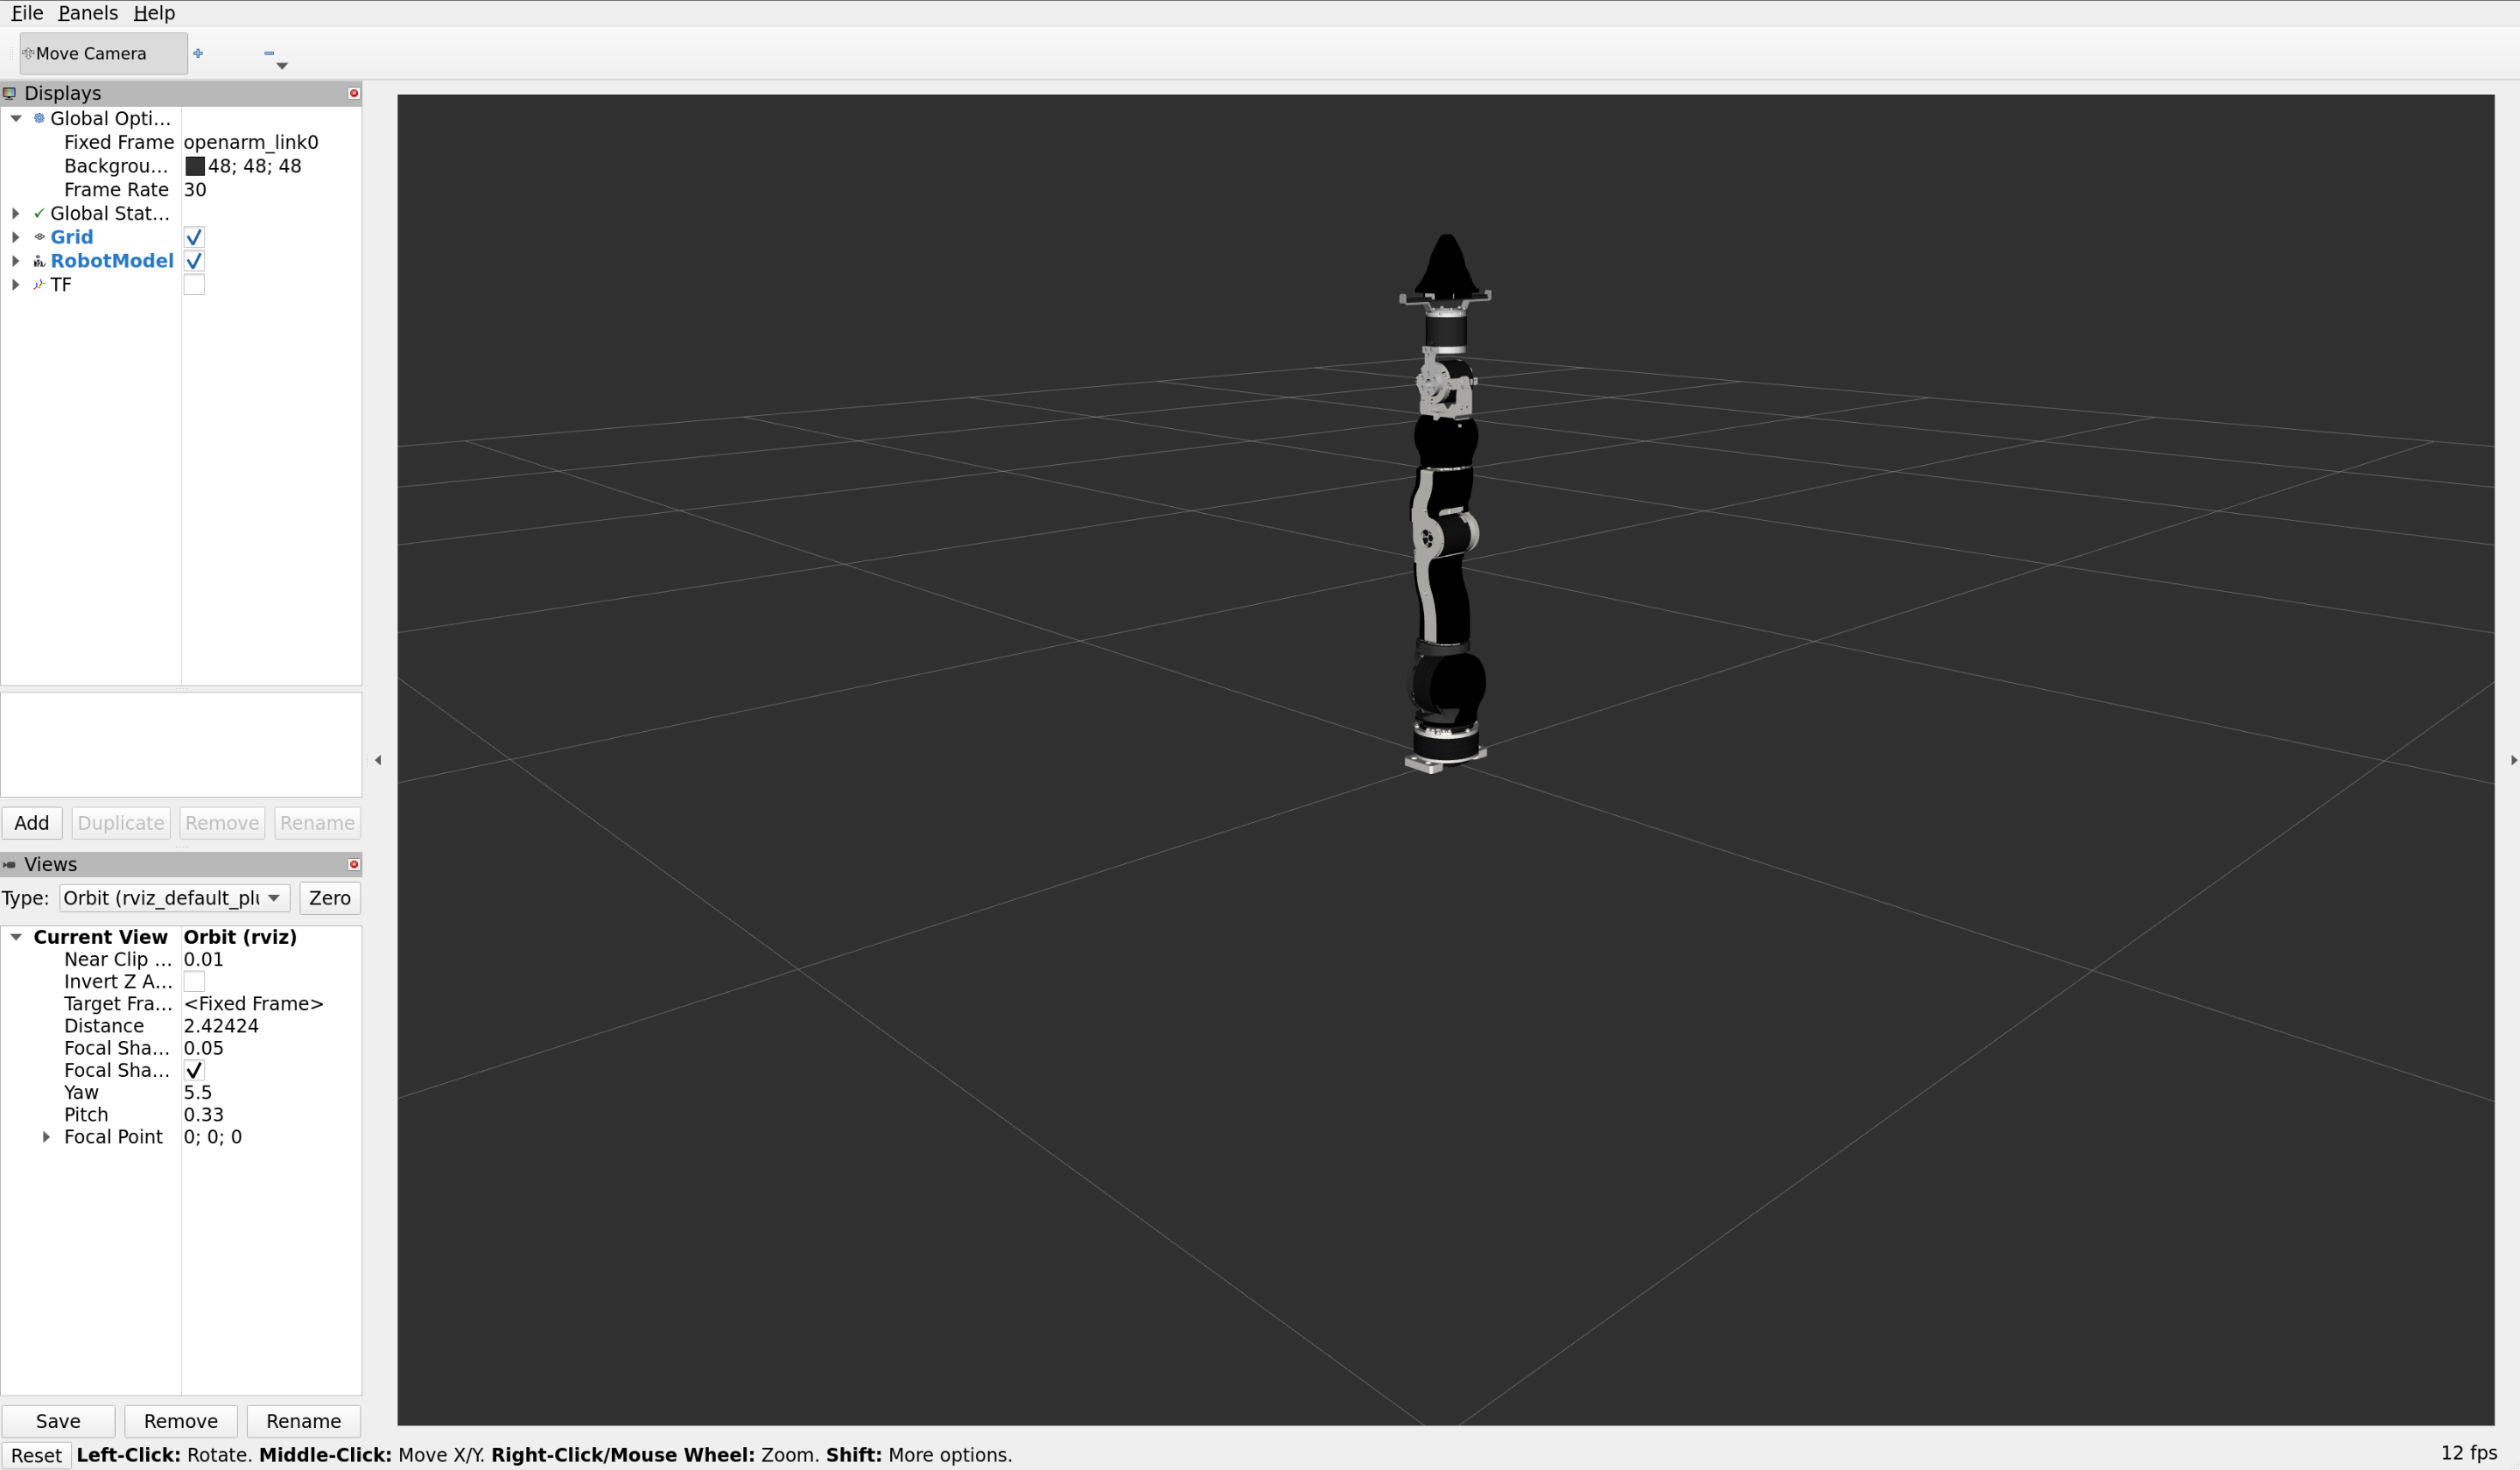 File Panels Help
Move Camera
Displays
Global Opti...
Fixed Frame openarm_link0
Backgrou... 48; 48; 48
Frame Rate 30
Global Stat...
Grid
RobotModel
TF
Add Duplicate Remove Rename
Views
Type: Orbit (rviz_default_plu Zero
Current View Orbit (rviz)
Near Clip ... 0.01
Invert Z A...
Target Fra... <Fixed Frame>
Distance 2.42424
Focal Sha... 0.05
Focal Sha...
Yaw 5.5
Pitch 0.33
Focal Point 0; 0; 0
Save Remove Rename
Reset Left-Click: Rotate. Middle-Click: Move X/Y. Right-Click/Mouse Wheel: Zoom. Shift: More options. 12 fps